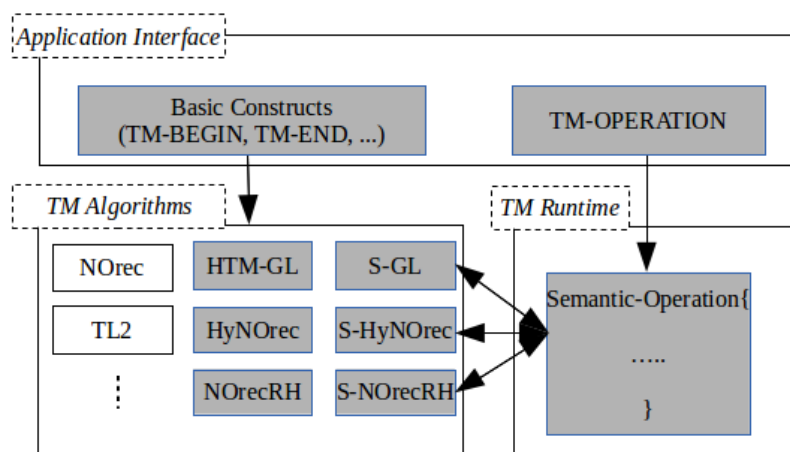 Application Interface
Basic Constructs
(TM-BEGIN, TM-END, ...)
TM-OPERATION
TM Algorithms
TM Runtime
NOrec
HTM-GL
S-GL
TL2
HyNOrec
S-HyNOrec
NOrecRH
S-NOrecRH
Semantic-Operation{
.....
}